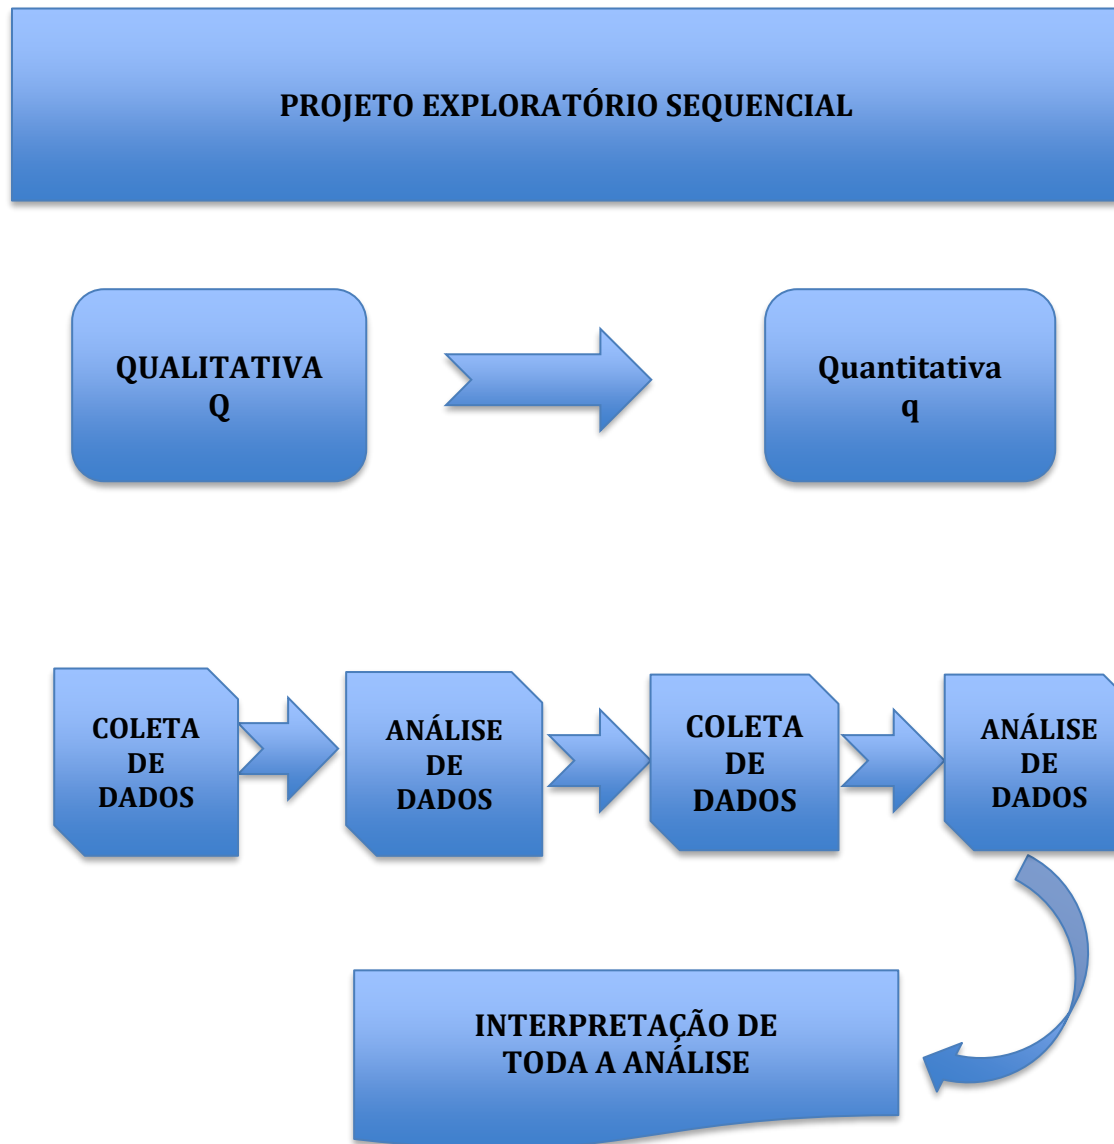 PROJETO EXPLORATÓRIO SEQUENCIAL
QUALITATIVA
Q
Quantitativa
q
COLETA
DE
DADOS
ANÁLISE
DE
DADOS
COLETA
DE
DADOS
ANÁLISE
DE
DADOS
INTERPRETAÇÃO DE
TODA A ANÁLISE